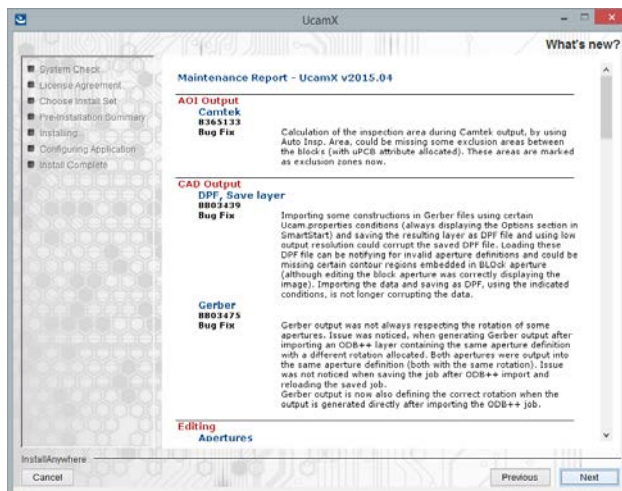 UcamX
What's new?
System Check
License Agreement
Choose Install Set
Pre-Installation Summary
Installing...
Configuring Application
Install Complete
Maintenance Report - UcamX v2015.04
AOI Output
Camtek
8365133
Bug Fix
Calculation of the inspection area during Camtek output, by using
Auto Insp. Area, could be missing some exclusion areas between
the blocks (with uPCB attribute allocated). These areas are marked
as exclusion zones now.
CAD Output
DPF, Save layer
BB03439
Bug Fix
Importing some constructions in Gerber files using certain
Ucam.properties conditions (always displaying the Options section in
SmartStart) and saving the resulting layer as DPF file and using low
output resolution could corrupt the saved DPF file. Loading these
DPF file can be notifying for invalid aperture definitions and could be
missing certain contour regions embedded in BLOck aperture
(although editing the block aperture was correctly displaying the
image). Importing the data and saving as DPF, using the indicated
conditions, is not longer corrupting the data.
Gerber
BB03475
Bug Fix
Gerber output was not always respecting the rotation of some
apertures. Issue was noticed, when generating Gerber output after
importing an ODB++ layer containing the same aperture definition
with a different rotation allocated. Both apertures were output into
the same aperture definition (both with the same rotation). Issue
was not noticed when saving the job after ODB++ import and
reloading the saved job.
Gerber output is now also defining the correct rotation when the
output is generated directly after importing the ODB++ job.
Editing
Apertures
InstallAnywhere
Cancel
Previous
Next